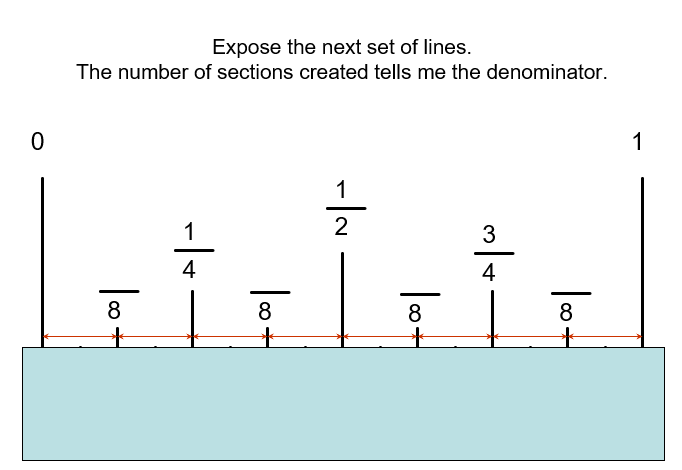 Expose the next set of lines.
The number of sections created tells me the denominator.
0 1
1
2
1
4
3
4
8 8 8 8